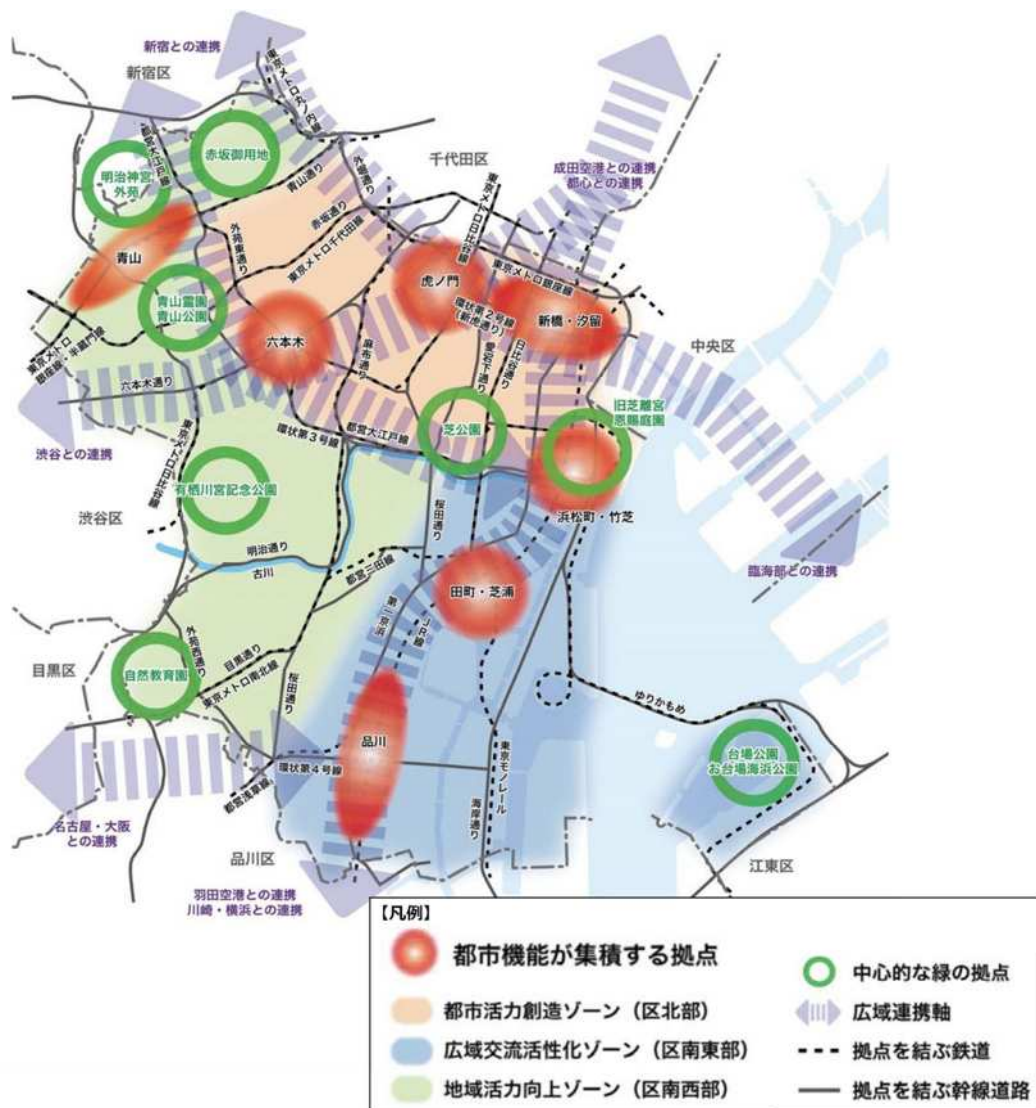 新宿との連携
新宿区
東京メトロ丸ノ内線
都営大江戸線
赤坂御用地
明治神宮
外苑
青山通り
外堀通り
千代田区
成田空港との連携
都心との連携
東京メトロ日比谷線
赤坂通り
外苑東通り
東京メトロ千代田線
青山
虎ノ門
東京メトロ銀座線
環状第2号線
(新虎通り)
新橋・汐留
青山霊園
青山公園
六本木
麻布通り
愛宕下通り
日比谷通り
中央区
東京メトロ
銀座線・半蔵門線
六本木通り
旧芝離宮
恩賜庭園
芝公園
都営大江戸線
環状第3号線
東京メトロ日比谷線
渋谷との連携
有栖川宮記念公園
渋谷区
桜田通り
浜松町・竹芝
明治通り
古川
都営三田線
臨海部との連携
田町・芝浦
第一京浜
JR線
目黒区
外苑西通り
自然教育園
目黒通り
東京メトロ南北線
桜田通り
ゆりかもめ
品川
台場公園
お台場海浜公園
環状第4号線
東京モノレール
都営浅草線
海岸通り
名古屋・大阪
との連携
品川区
江東区
羽田空港との連携
川崎・横浜との連携
【凡例】
都市機能が集積する拠点
中心的な緑の拠点
都市活力創造ゾーン（区北部）
広域連携軸
広域交流活性化ゾーン（区南東部）
拠点を結ぶ鉄道
地域活力向上ゾーン（区南西部）
拠点を結ぶ幹線道路